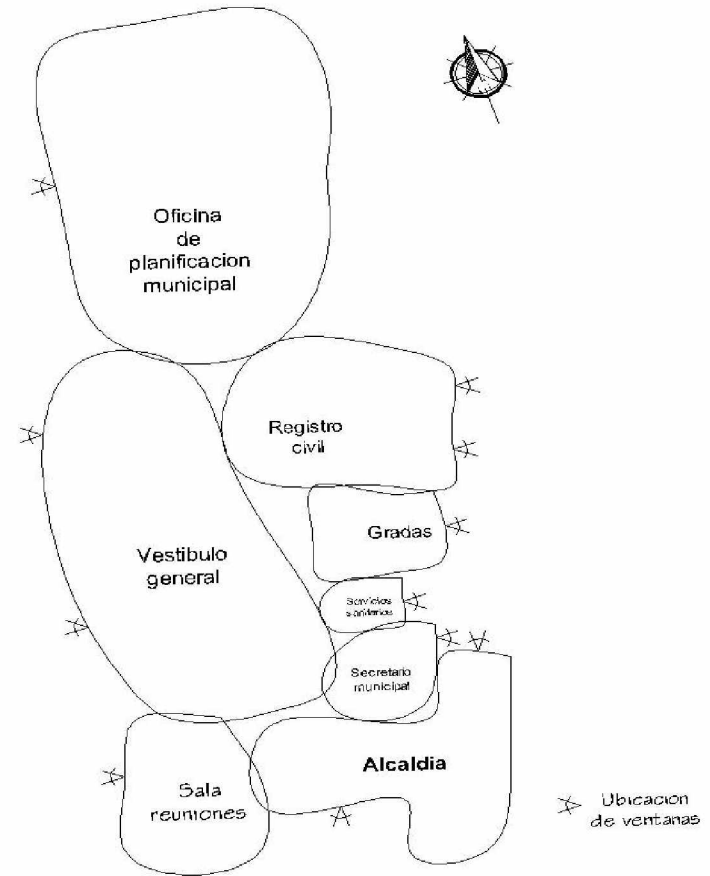 Oficina
de
planificacion
municipal
Registro
civil
Gradas
Vestibulo
general
Servicios
sanitarios
Secretario
municipal
Alcaldia
Sala
reuniones
Ubicacion
de ventanas